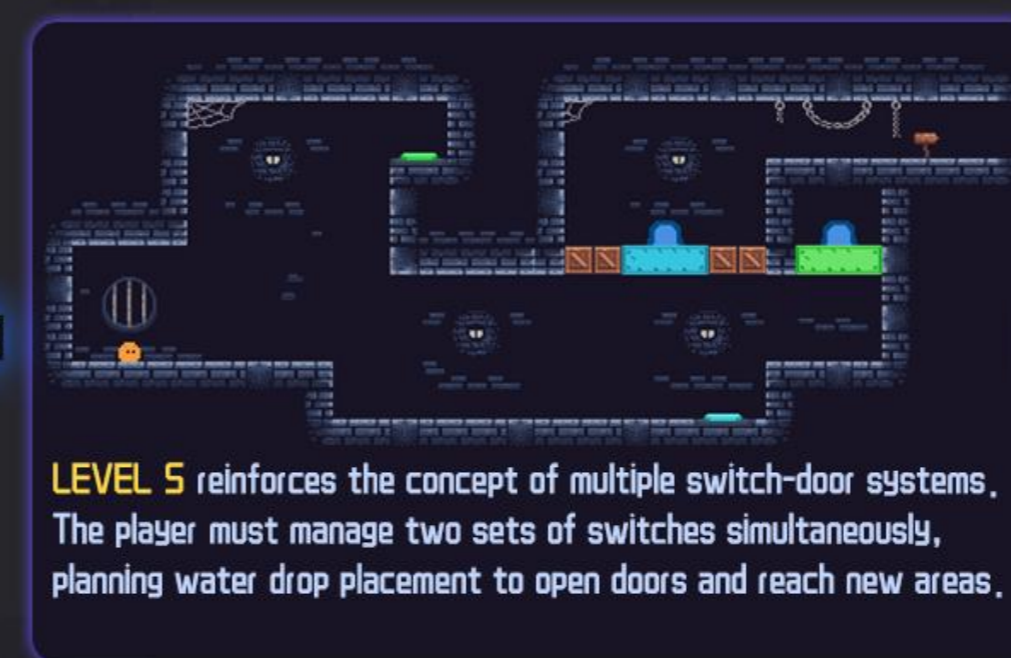 LEVEL 5 reinforces the concept of multiple switch-door systems.
The player must manage two sets of switches simultaneously,
planning water drop placement to open doors and reach new areas.